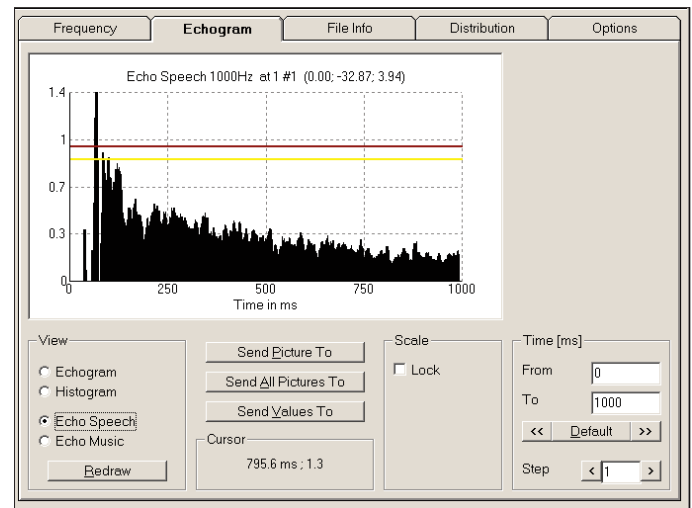 Frequency
Echogram
File Info
Distribution
Options
Echo Speech 1000Hz at 1 #1 (0.00; -32.87; 3.94)
1.4
1
0.7
0.3
0
0 250 500 750 1000
Time in ms
View
Echogram
Histogram
Echo Speech
Echo Music
Redraw
Send Picture To
Send All Pictures To
Send Values To
Cursor
795.6 ms ; 1.3
Scale
Lock
Time [ms]
From 0
To 1000
<< Default >>
Step < 1 >